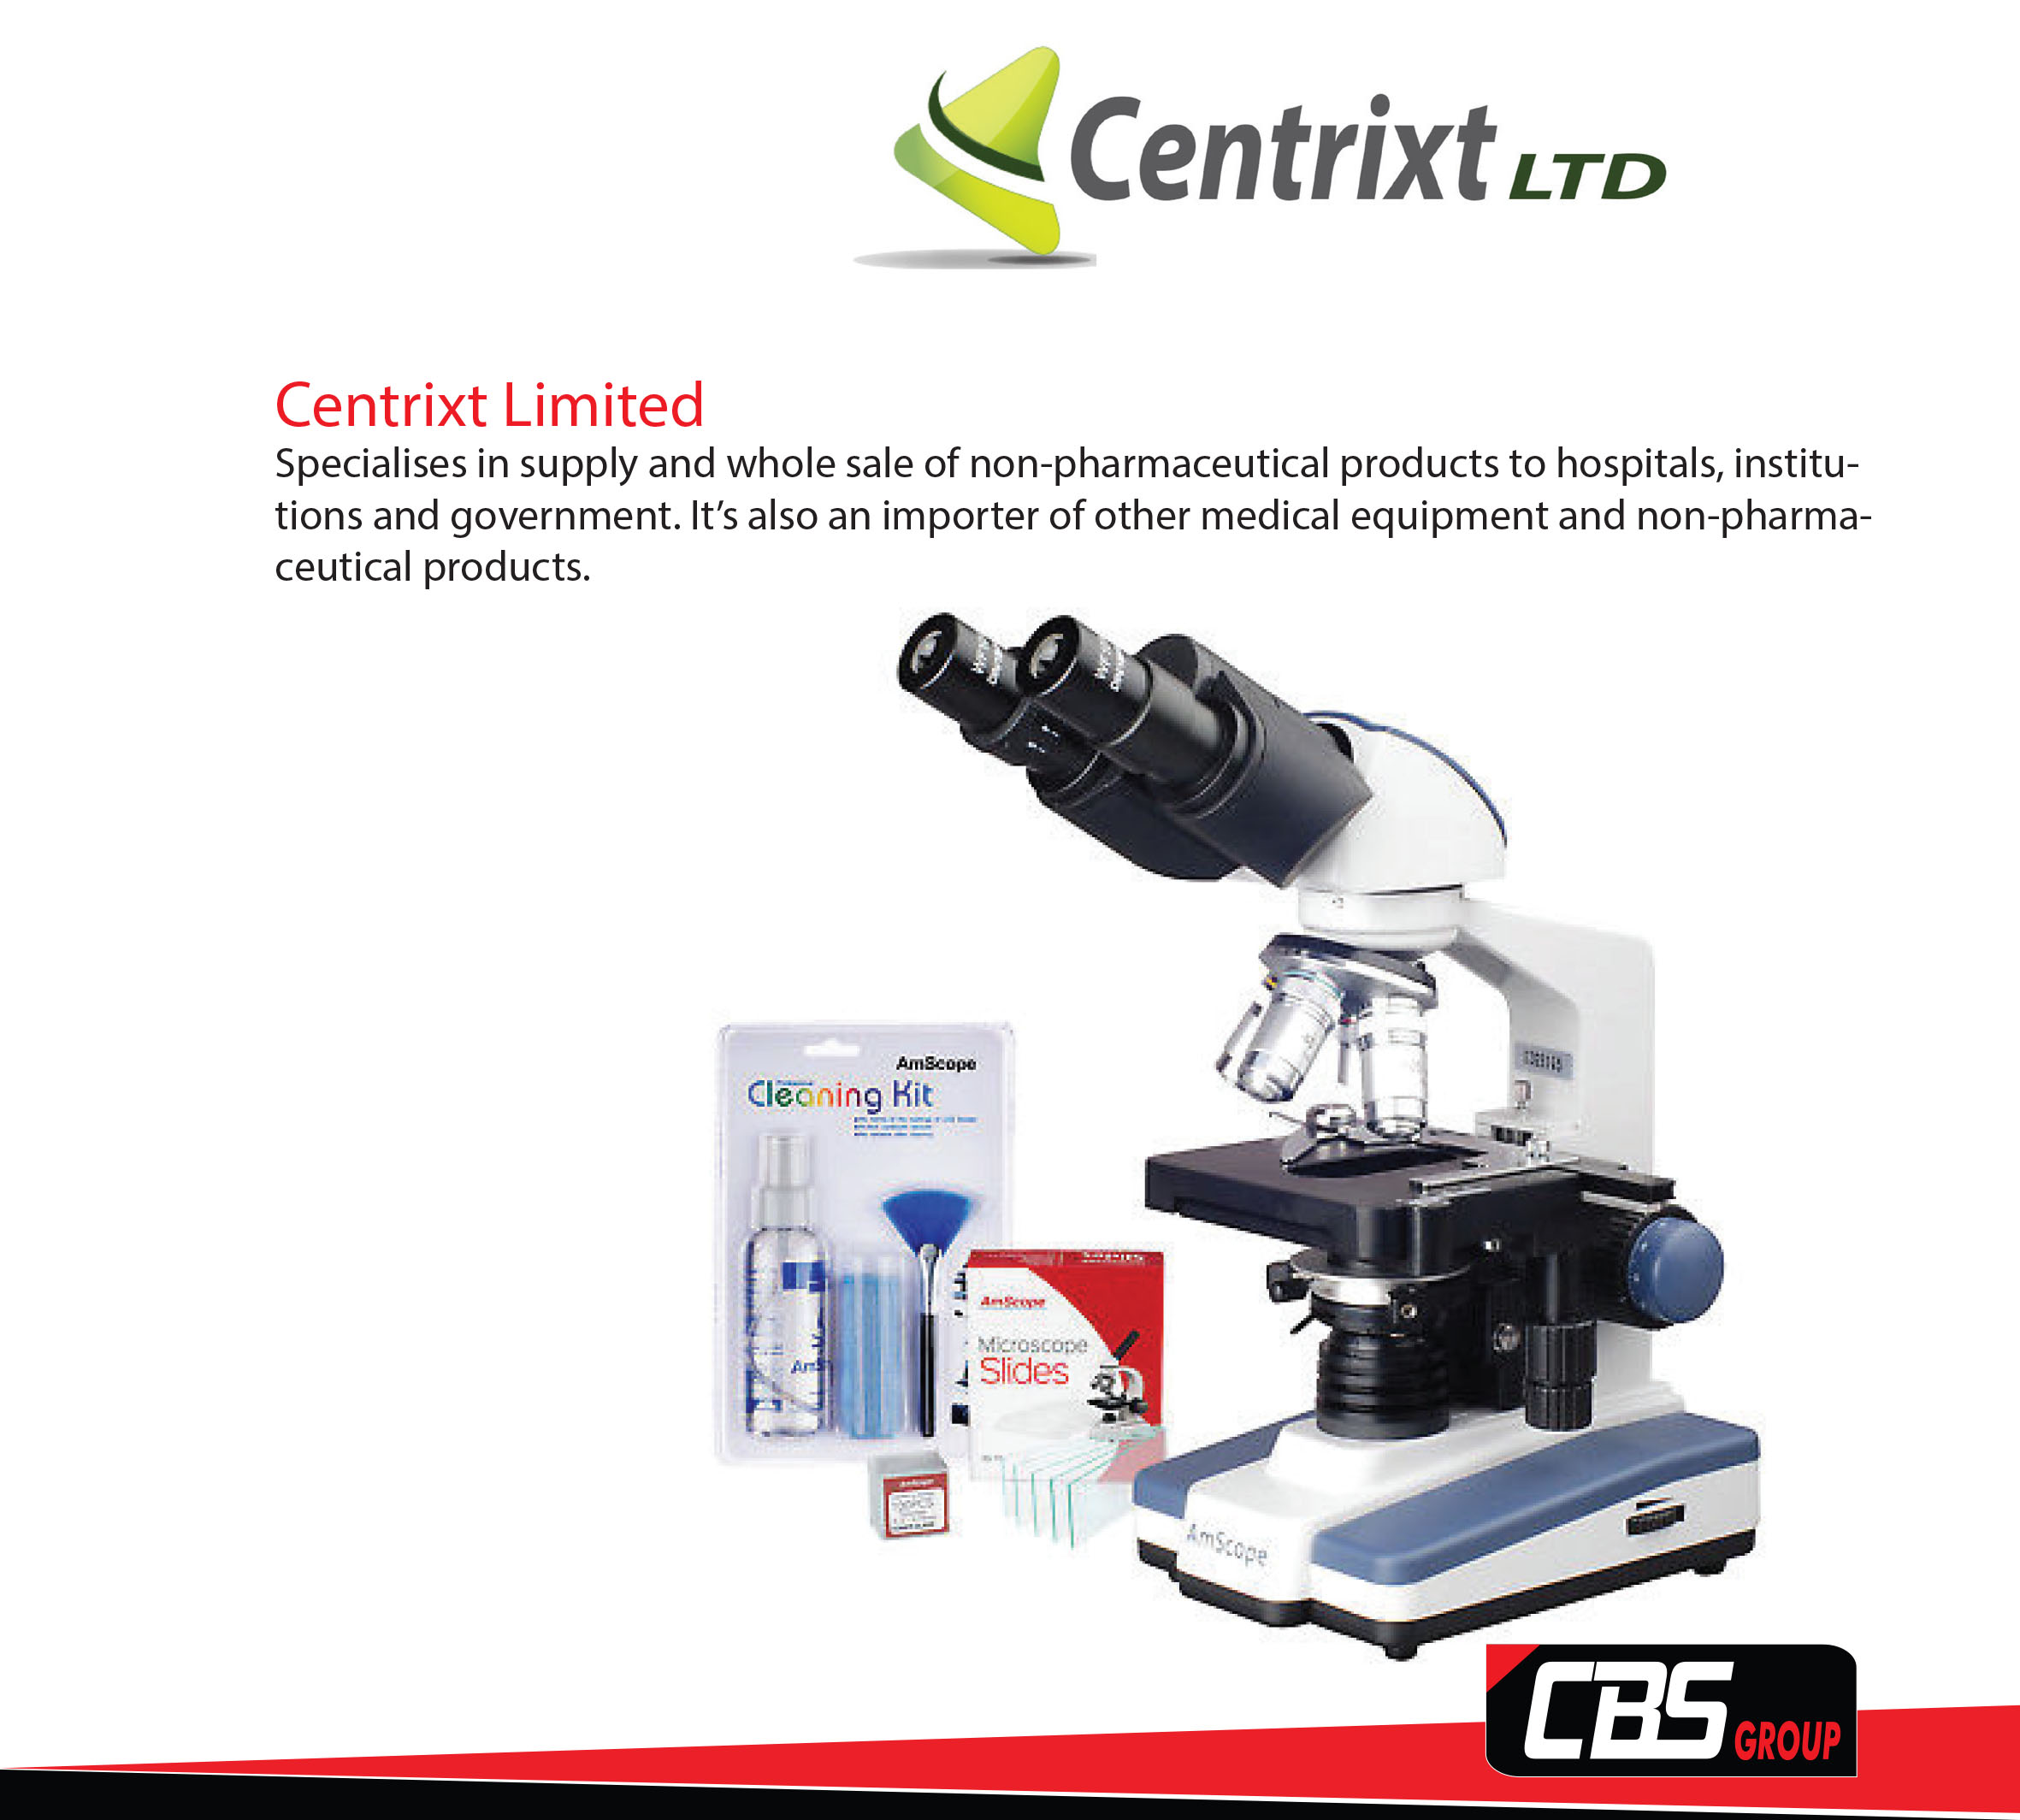 Centrixt LTD
Centrixt Limited
Specialises in supply and whole sale of non-pharmaceutical products to hospitals, institu-
tions and government. It’s also an importer of other medical equipment and non-pharma-
ceutical products.
AmScope
Cleaning Kit
AmScope
Microscope
Slides
AmScope
AmScope
CBS
GROUP